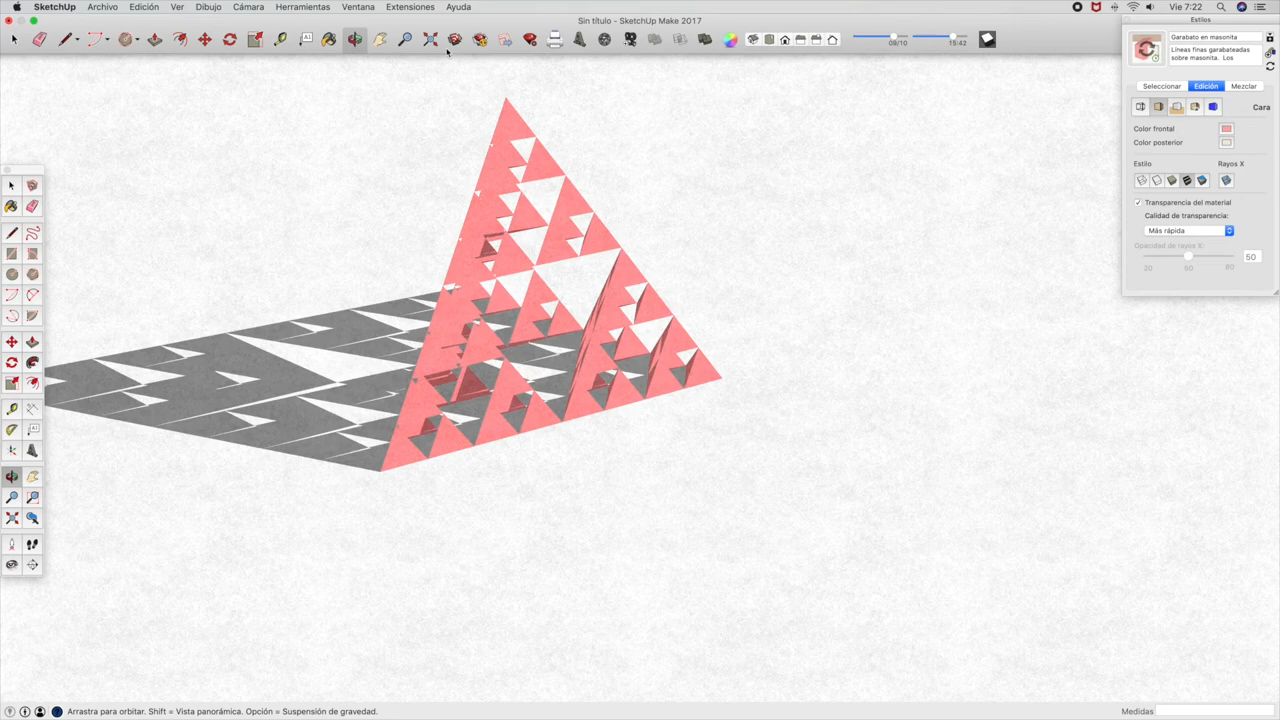 SketchUp Archivo Edición Ver Dibujo Cámara Herramientas Ventana Extensiones Ayuda
Vie 7:22
Sin título - SketchUp Make 2017
Estilos
Garabato en masonita
Líneas finas garabateadas
sobre masonita. Los
09/10
15:42
Seleccionar Edición Mezclar
Cara
Color frontal
Color posterior
Estilo Rayos X
Transparencia del material
Calidad de transparencia:
Más rápida
Opacidad de rayos X:
50
20 60 80
Arrastra para orbitar. Shift = Vista panorámica. Opción = Suspensión de gravedad.
Medidas